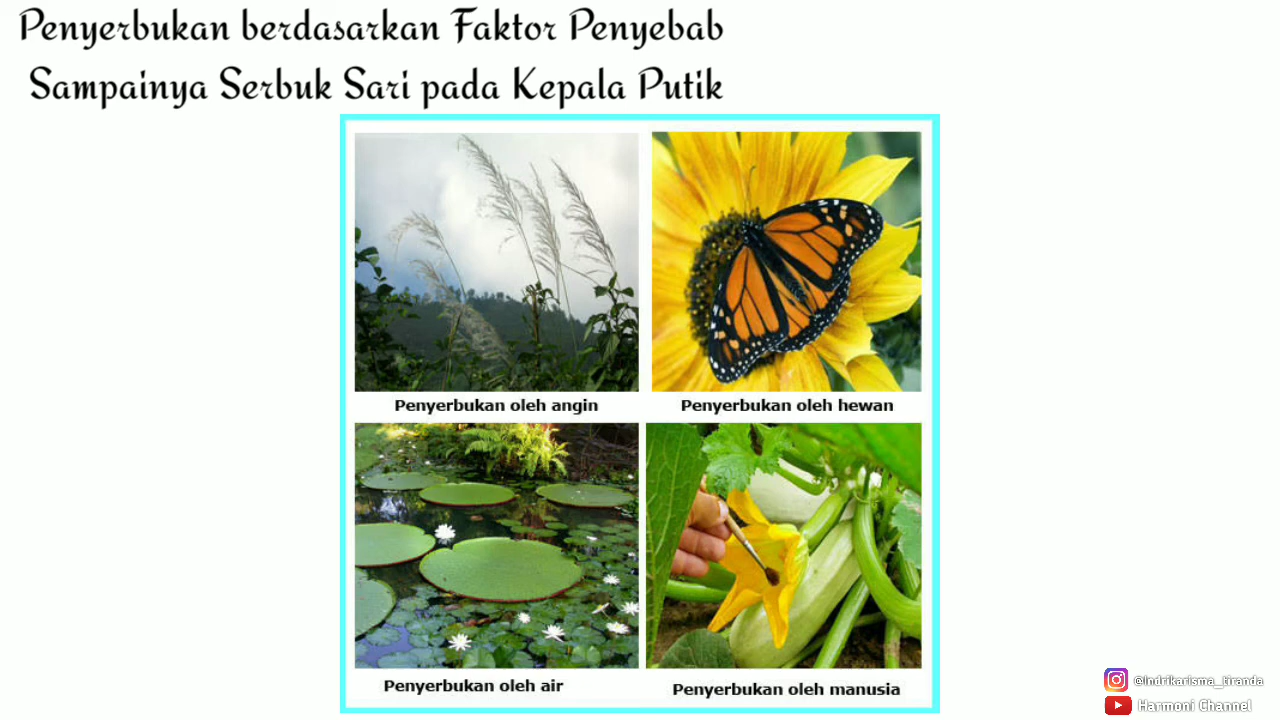 Penyerbukan berdasarkan Faktor Penyebab
Sampainya Serbuk Sari pada Kepala Putik
Penyerbukan oleh angin
Penyerbukan oleh hewan
Penyerbukan oleh air
Penyerbukan oleh manusia
@indrikarisma_tiranda
Harmoni Channel